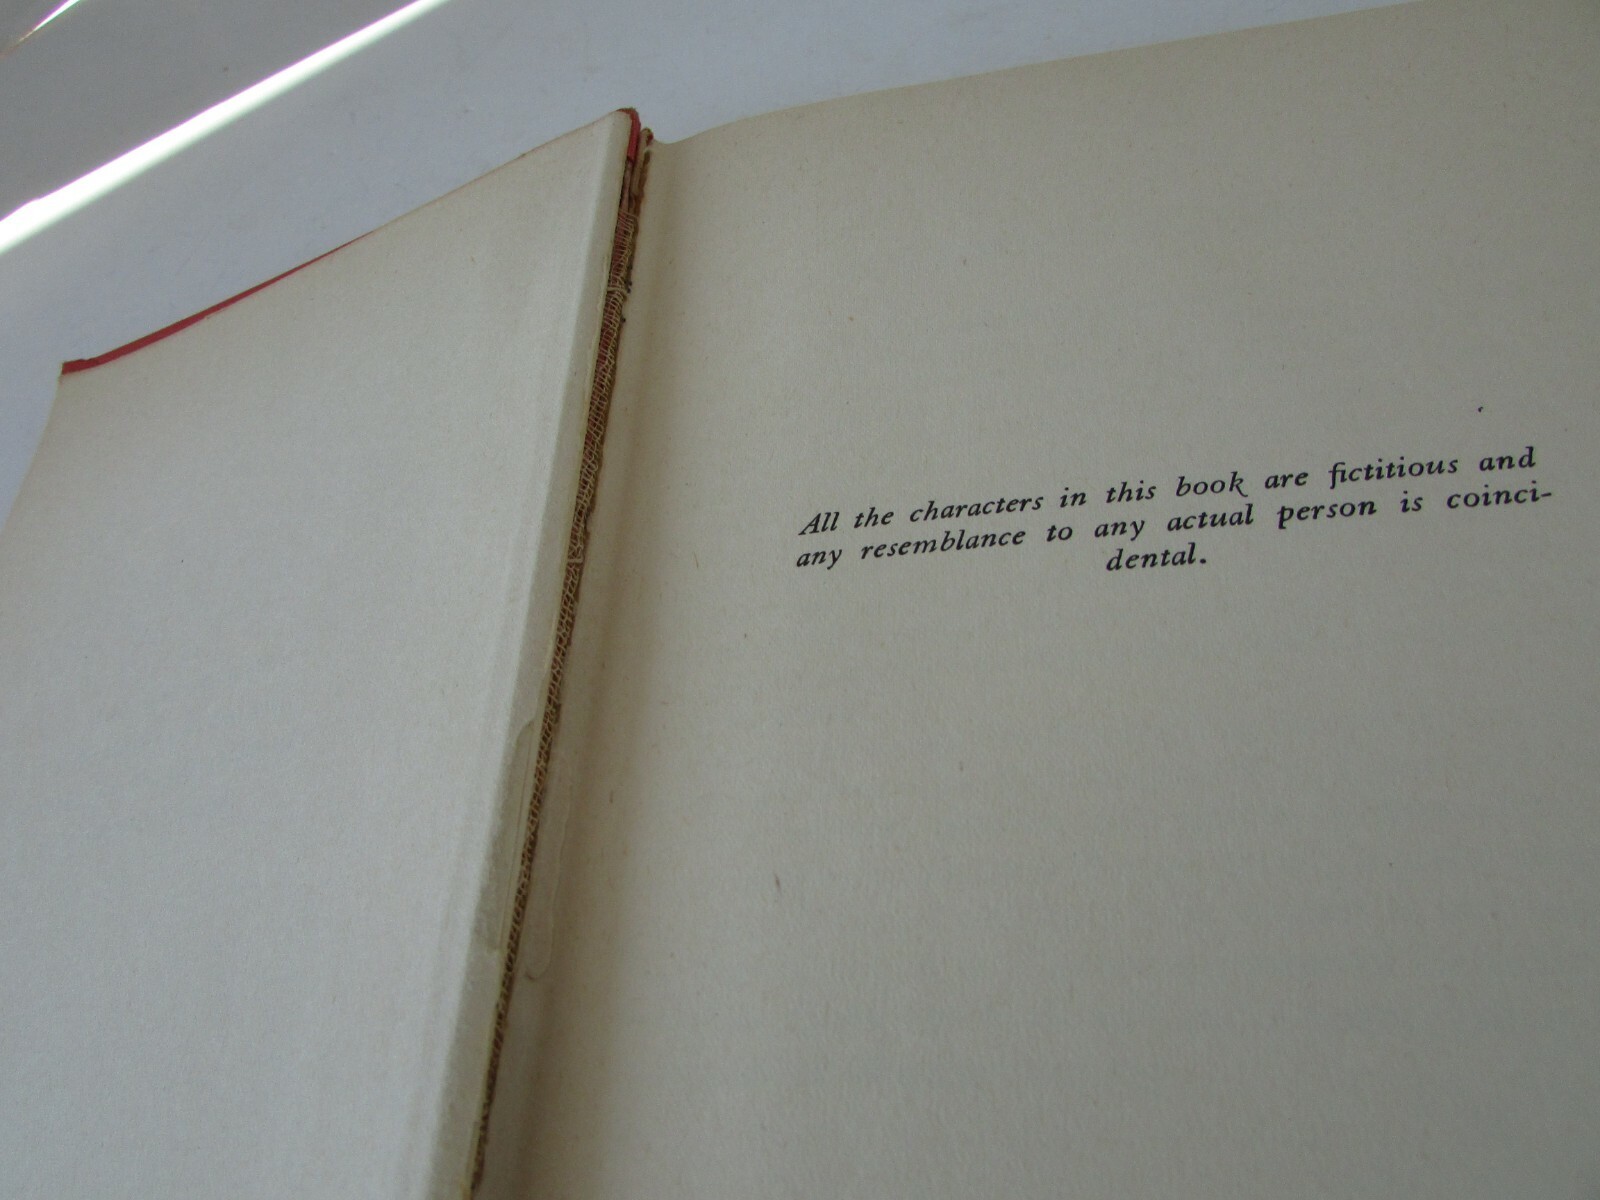 All the characters in this book are fictitious and
any resemblance to any actual person is coinci-
dental.